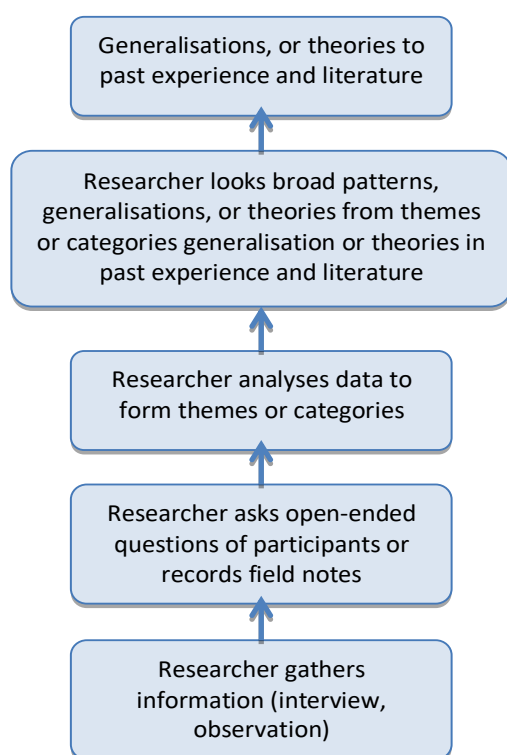 Generalisations, or theories to
past experience and literature
Researcher looks broad patterns,
generalisations, or theories from themes
or categories generalisation or theories in
past experience and literature
Researcher analyses data to
form themes or categories
Researcher asks open-ended
questions of participants or
records field notes
Researcher gathers
information (interview,
observation)